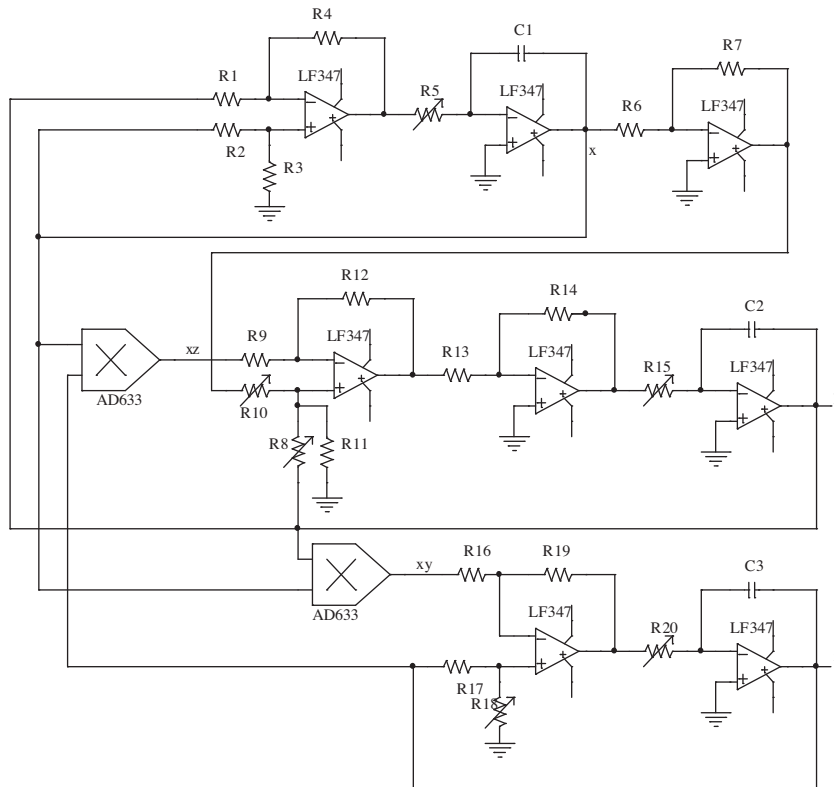 R4
C1
R7
R1
LF347
R5
LF347
R6
LF347
R2
R3
x
R12
R14
C2
xz
R9
LF347
R13
LF347
R15
LF347
AD633
R10
R8
R11
R16
R19
C3
xy
AD633
LF347
R20
LF347
R17
R18